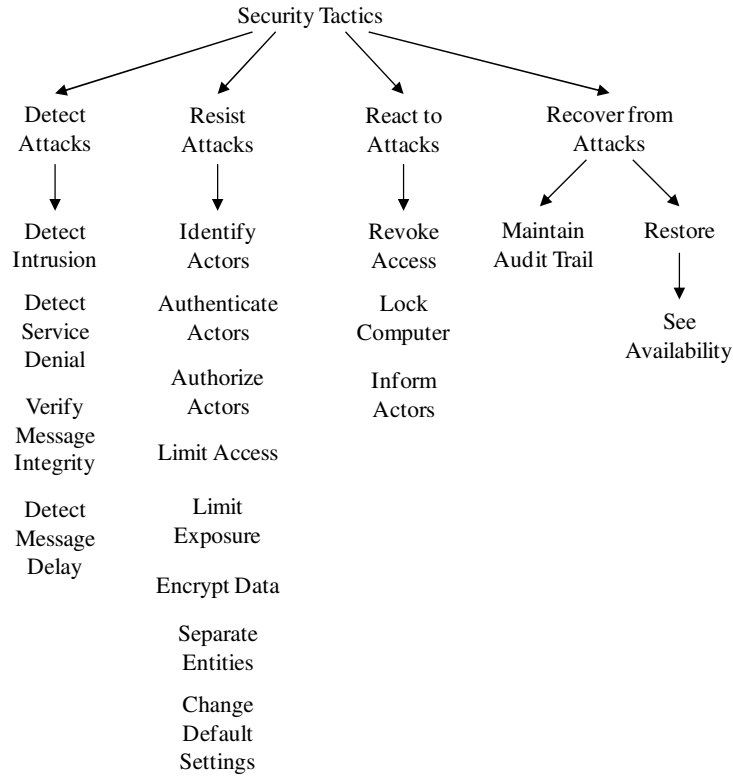 Security Tactics
Detect
Attacks
Resist
Attacks
React to
Attacks
Recover from
Attacks
Detect
Intrusion
Detect
Service
Denial
Verify
Message
Integrity
Detect
Message
Delay
Identify
Actors
Authenticate
Actors
Authorize
Actors
Limit Access
Limit
Exposure
Encrypt Data
Separate
Entities
Change
Default
Settings
Revoke
Access
Lock
Computer
Inform
Actors
Maintain
Audit Trail
Restore
See
Availability